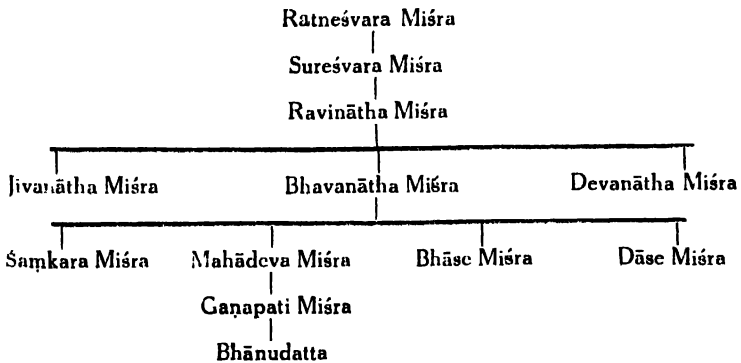 Ratneśvara Miśra
Sureśvara Miśra
Ravinātha Miśra
Jivanātha Miśra Bhavanātha Miśra Devanātha Miśra
Śaṃkara Miśra Mahādeva Miśra Bhāse Miśra Dāse Miśra
Gaṇapati Miśra
Bhānudatta